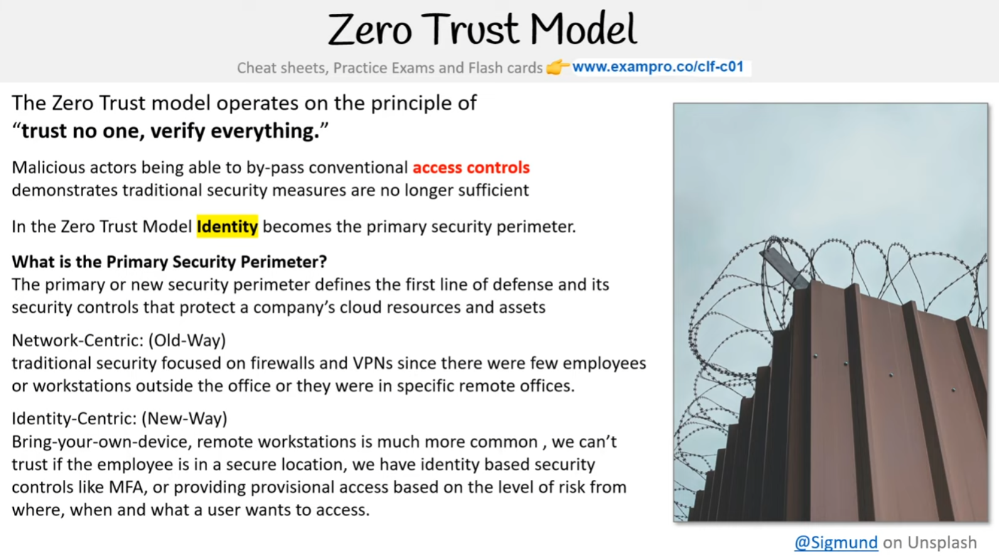 Zero Trust Model
Cheat sheets, Practice Exams and Flash cards 👉 www.exampro.co/clf-c01
The Zero Trust model operates on the principle of
“trust no one, verify everything.”
Malicious actors being able to by-pass conventional access controls
demonstrates traditional security measures are no longer sufficient
In the Zero Trust Model Identity becomes the primary security perimeter.
What is the Primary Security Perimeter?
The primary or new security perimeter defines the first line of defense and its
security controls that protect a company’s cloud resources and assets
Network-Centric: (Old-Way)
traditional security focused on firewalls and VPNs since there were few employees
or workstations outside the office or they were in specific remote offices.
Identity-Centric: (New-Way)
Bring-your-own-device, remote workstations is much more common , we can’t
trust if the employee is in a secure location, we have identity based security
controls like MFA, or providing provisional access based on the level of risk from
where, when and what a user wants to access.
@Sigmund on Unsplash